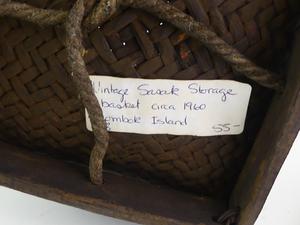 Vintage Sasak Storage
basket circa 1960
Lombok Island 55-